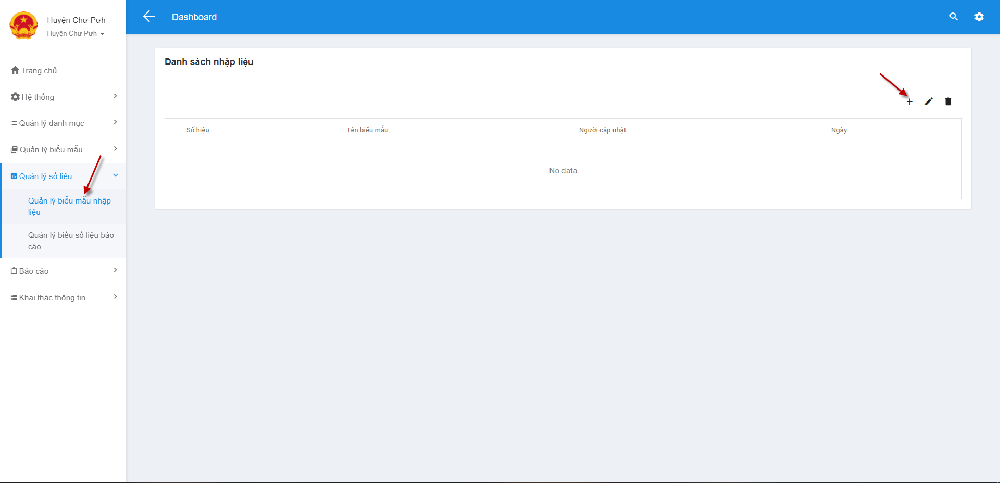 Huyện Chư Pưh
Huyện Chư Pưh
Trang chủ
Hệ thống
Quản lý danh mục
Quản lý biểu mẫu
Quản lý số liệu
Quản lý biểu mẫu nhập
liệu
Quản lý biểu số liệu báo
cáo
Báo cáo
Khai thác thông tin
Dashboard
Danh sách nhập liệu
Số hiệu Tên biểu mẫu Người cập nhật Ngày
No data